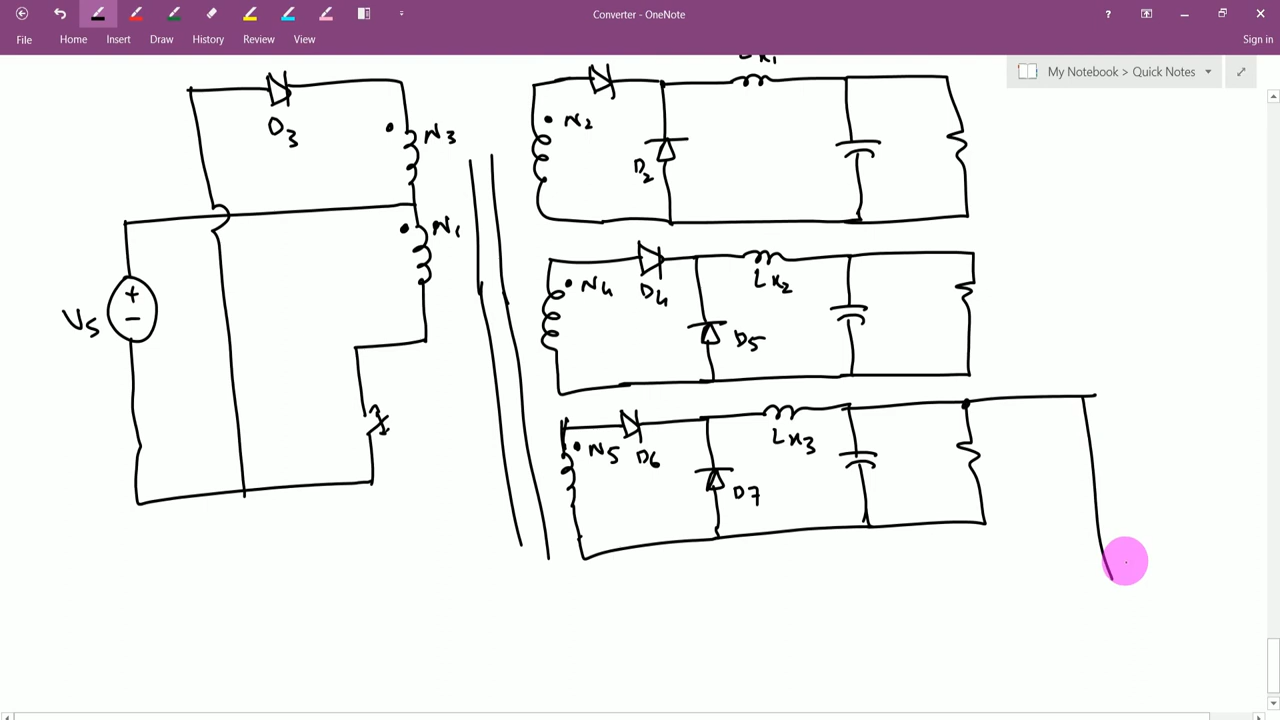 Converter - OneNote
?
File Home Insert Draw History Review View
Sign in
My Notebook > Quick Notes
D3
N3
N1
VS
+
−
N2
D2
Lx1
N4
D4
Lx2
D5
N5
D6
Lx3
D7